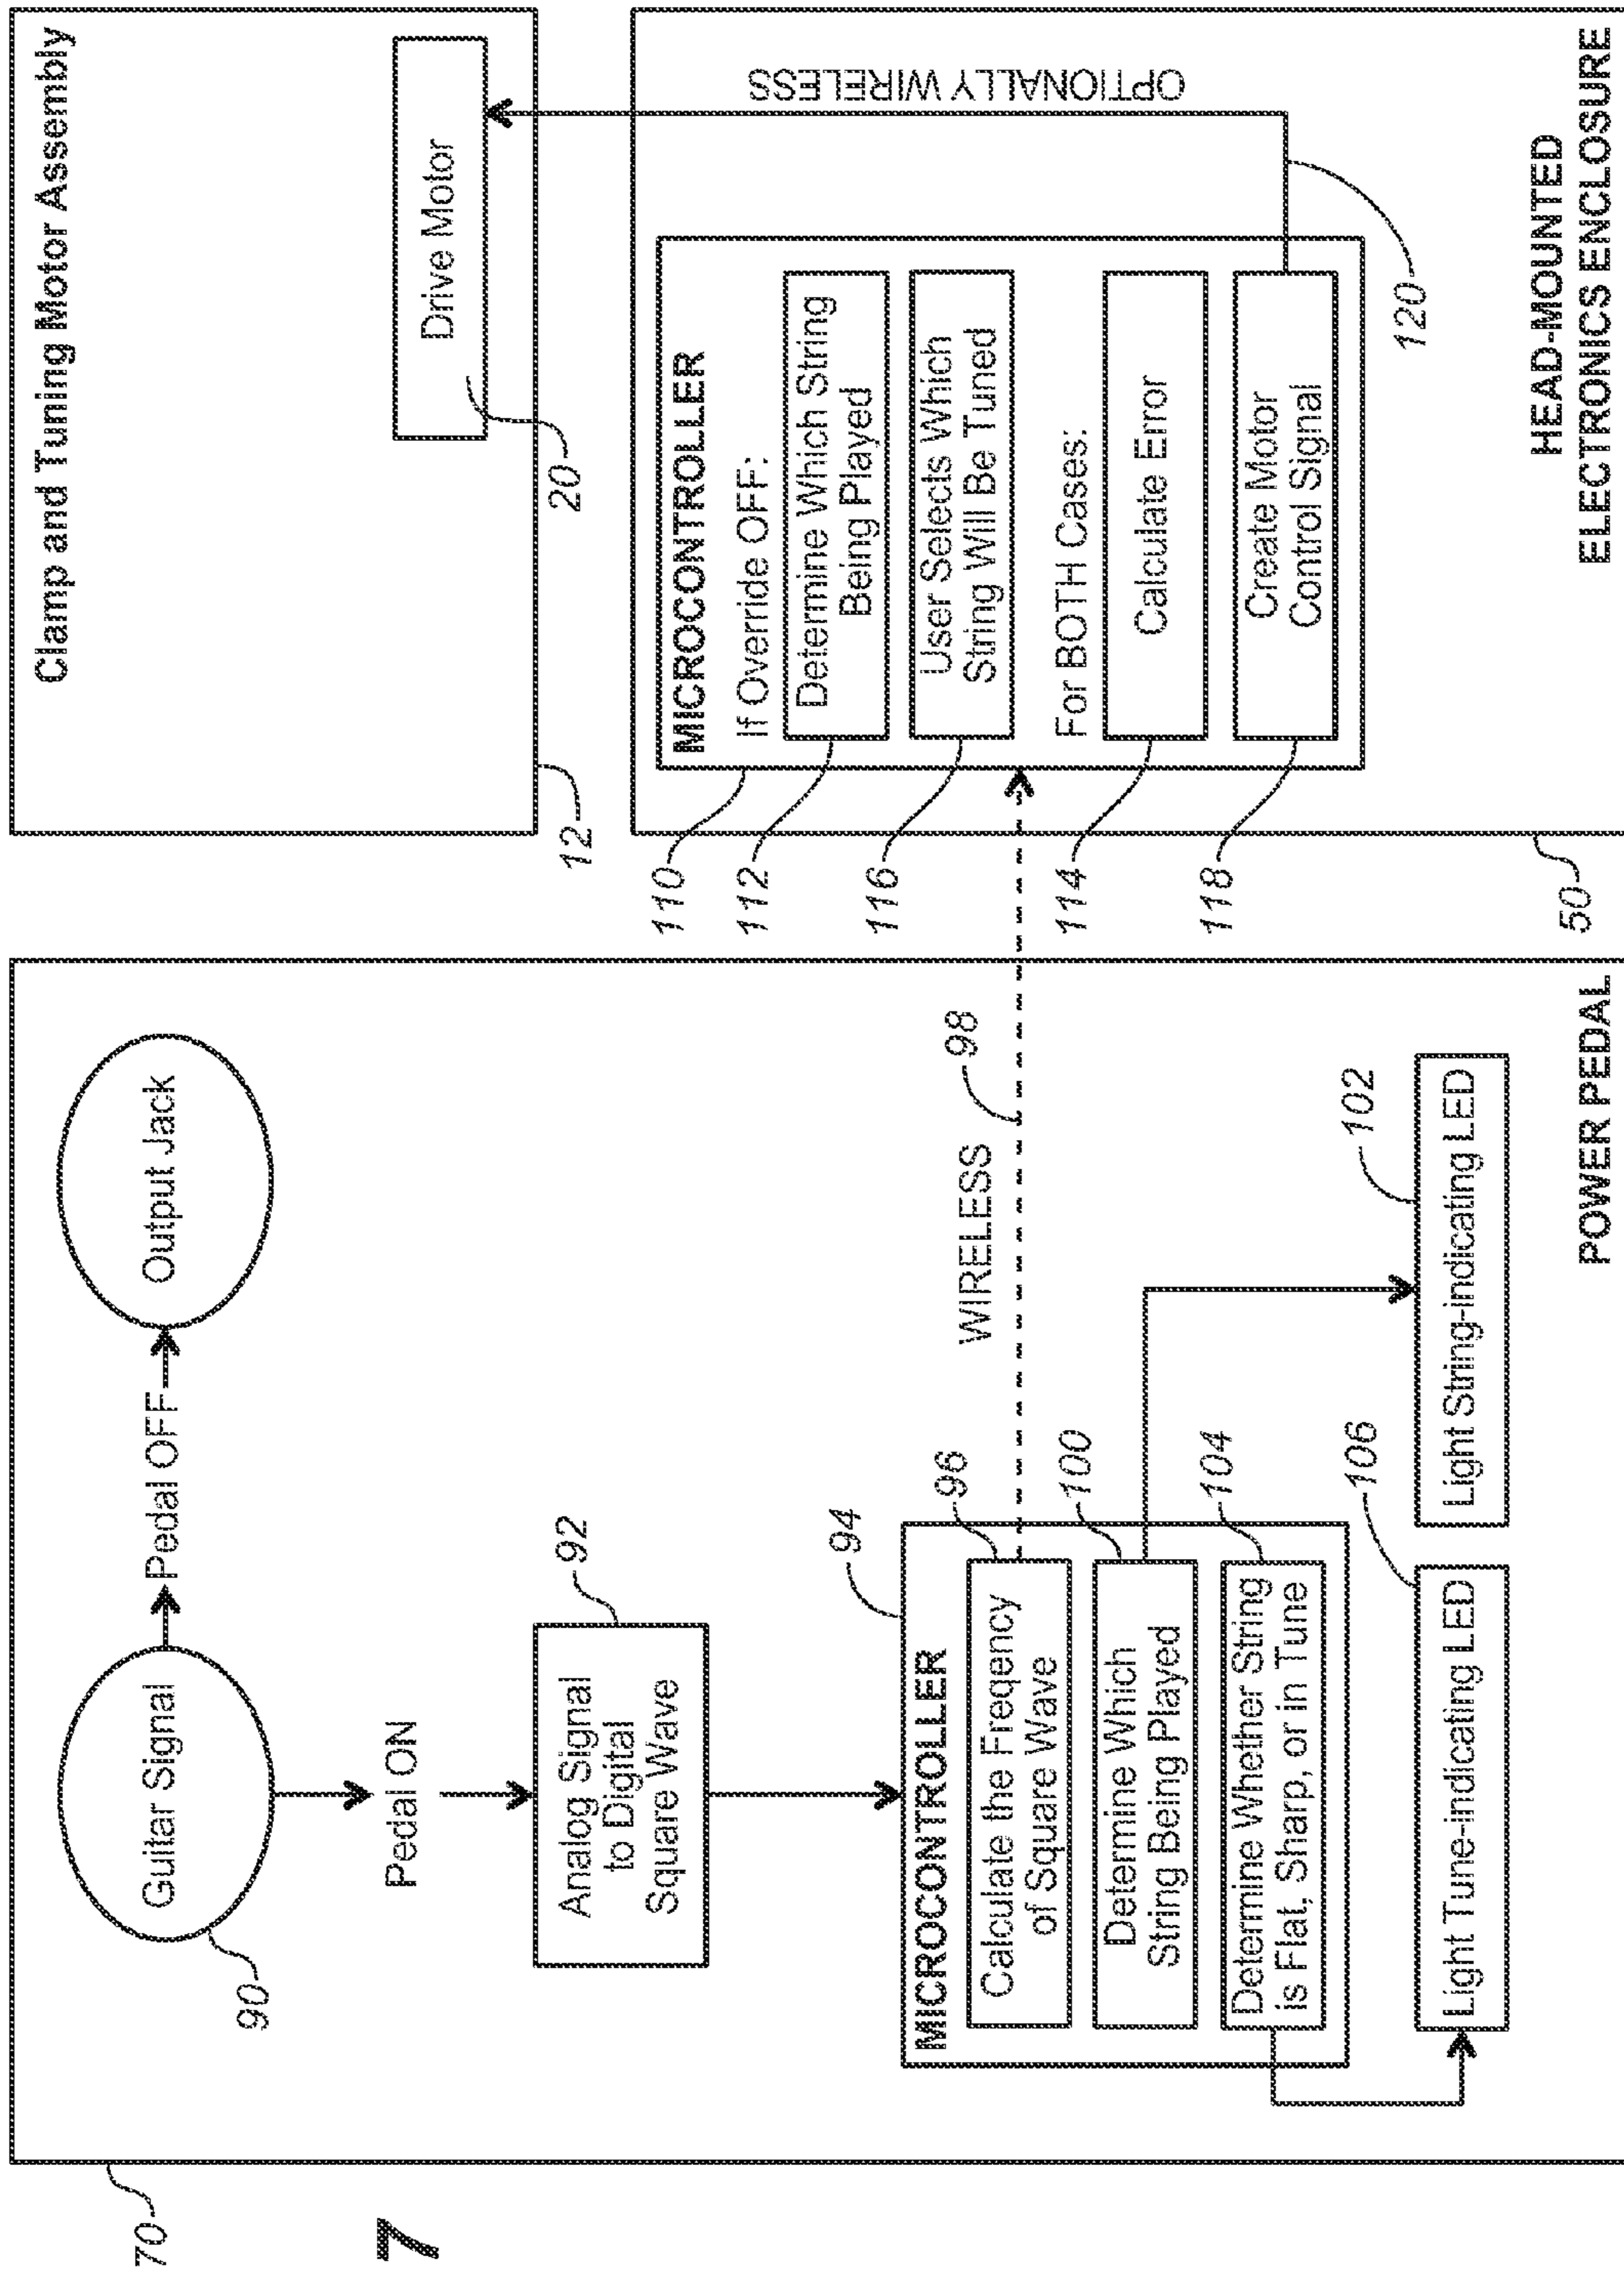 7
70
Guitar Signal
Pedal OFF
Output Jack
90
Pedal ON
Analog Signal
to Digital
Square Wave
92
94
MICROCONTROLLER
Calculate the Freqency
of Square Wave
96
Determine Which
String Being Played
100
Determine Whether String
is Flat, Sharp, or in Tune
104
WIRELESS
98
Light Tune-indicating LED
106
Light String-indicating LED
102
POWER PEDAL
Clamp and Tuning Motor Assembly
Drive Motor
20
12
110
MICROCONTROLLER
If Override OFF:
112
Determine Which String
Being Played
116
User Selects Which
String Will Be Tuned
For BOTH Cases:
114
Calculate Error
118
Create Motor
Control Signal
120
OPTIONALLY WIRELESS
50
HEAD-MOUNTED
ELECTRONICS ENCLOSURE